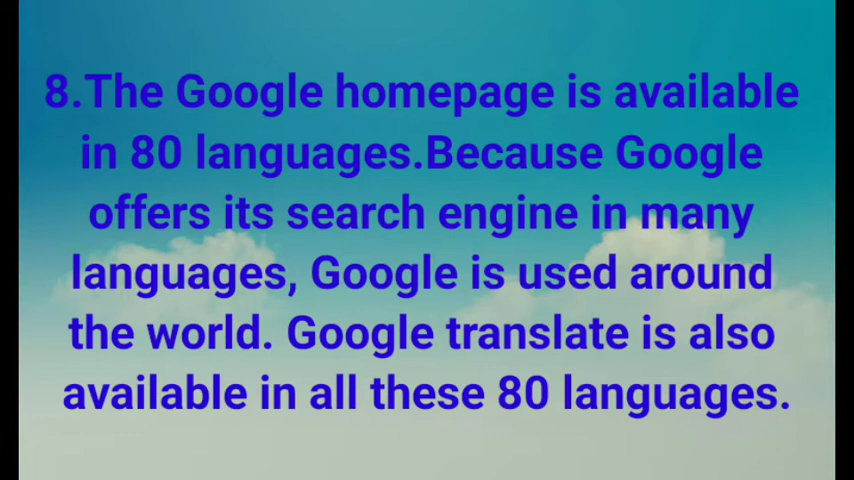 8.The Google homepage is available
in 80 languages.Because Google
offers its search engine in many
languages, Google is used around
the world. Google translate is also
available in all these 80 languages.